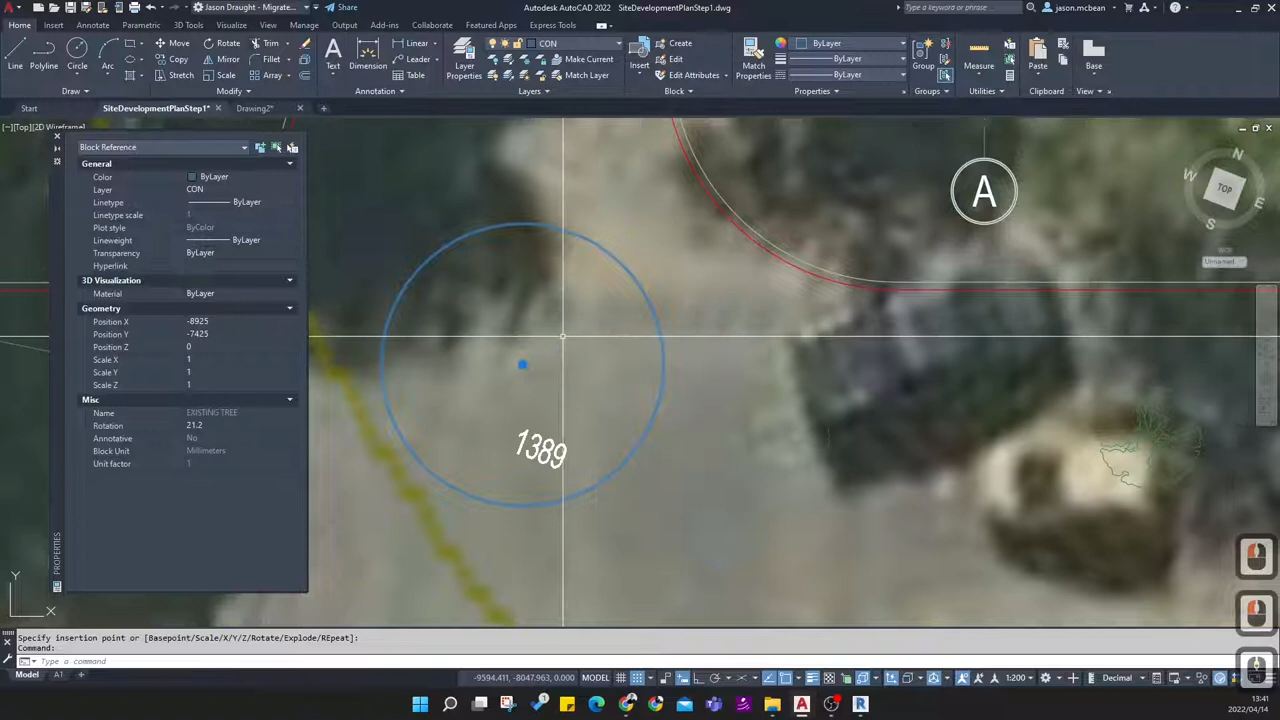 Jason Draught - Migrate...
Share
Autodesk AutoCAD 2022
SiteDevelopmentPlanStep1.dwg
Type a keyword or phrase
jason.mcbean
Home
Insert
Annotate
Parametric
3D Tools
Visualize
View
Manage
Output
Add-ins
Collaborate
Featured Apps
Express Tools
Line
Polyline
Circle
Arc
Move
Rotate
Trim
Copy
Mirror
Fillet
Stretch
Scale
Array
Text
Dimension
Linear
Leader
Table
Layer Properties
CON
Make Current
Match Layer
Insert
Create
Edit
Edit Attributes
Match Properties
ByLayer
ByLayer
ByLayer
Group
Measure
Paste
Base
Draw
Modify
Annotation
Layers
Block
Properties
Groups
Utilities
Clipboard
View
Start
SiteDevelopmentPlanStep1*
Drawing2*
[−][Top][2D Wireframe]
Block Reference
General
Color ByLayer
Layer CON
Linetype ByLayer
Linetype scale 1
Plot style ByColor
Lineweight ByLayer
Transparency ByLayer
Hyperlink
3D Visualization
Material ByLayer
Geometry
Position X -8925
Position Y -7425
Position Z 0
Scale X 1
Scale Y 1
Scale Z 1
Misc
Name EXISTING TREE
Rotation 21.2
Annotative No
Block Unit Millimeters
Unit factor 1
PROPERTIES
1389
A
N
W
TOP
E
S
Unnamed
Y
X
Specify insertion point or [Basepoint/Scale/X/Y/Z/Rotate/Explode/REpeat]:
Command:
Type a command
Model
A1
-9594.411, -8047.963, 0.000
MODEL
1:200
Decimal
13:41
2022/04/14